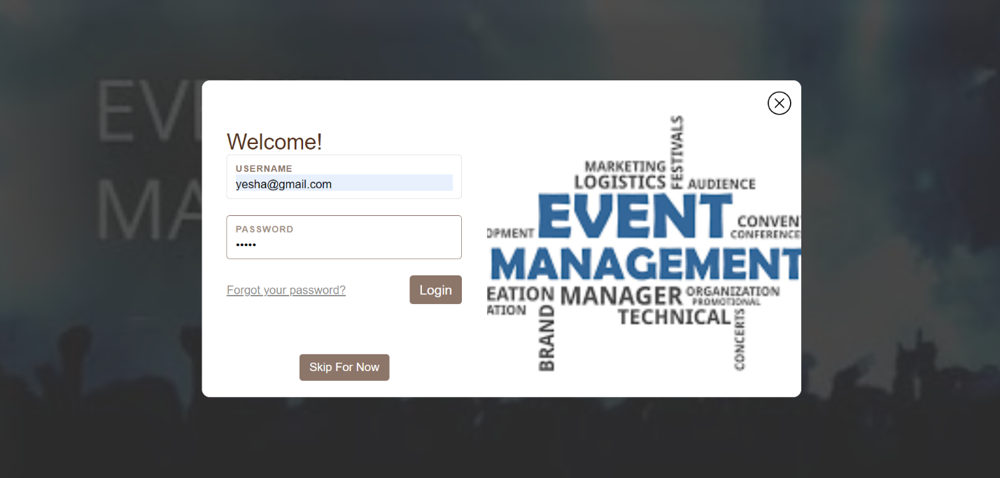 EV
MA
Welcome!
USERNAME
yesha@gmail.com
PASSWORD
•••••
Forgot your password?
Login
Skip For Now
FESTIVALS
MARKETING
LOGISTICS
AUDIENCE
EVENT
CONVEN
OPMENT
CONFERENCES
MANAGEMENT
EATION
MANAGER
ORGANIZATION
PROMOTIONAL
ATION
BRAND
TECHNICAL
CONCERTS